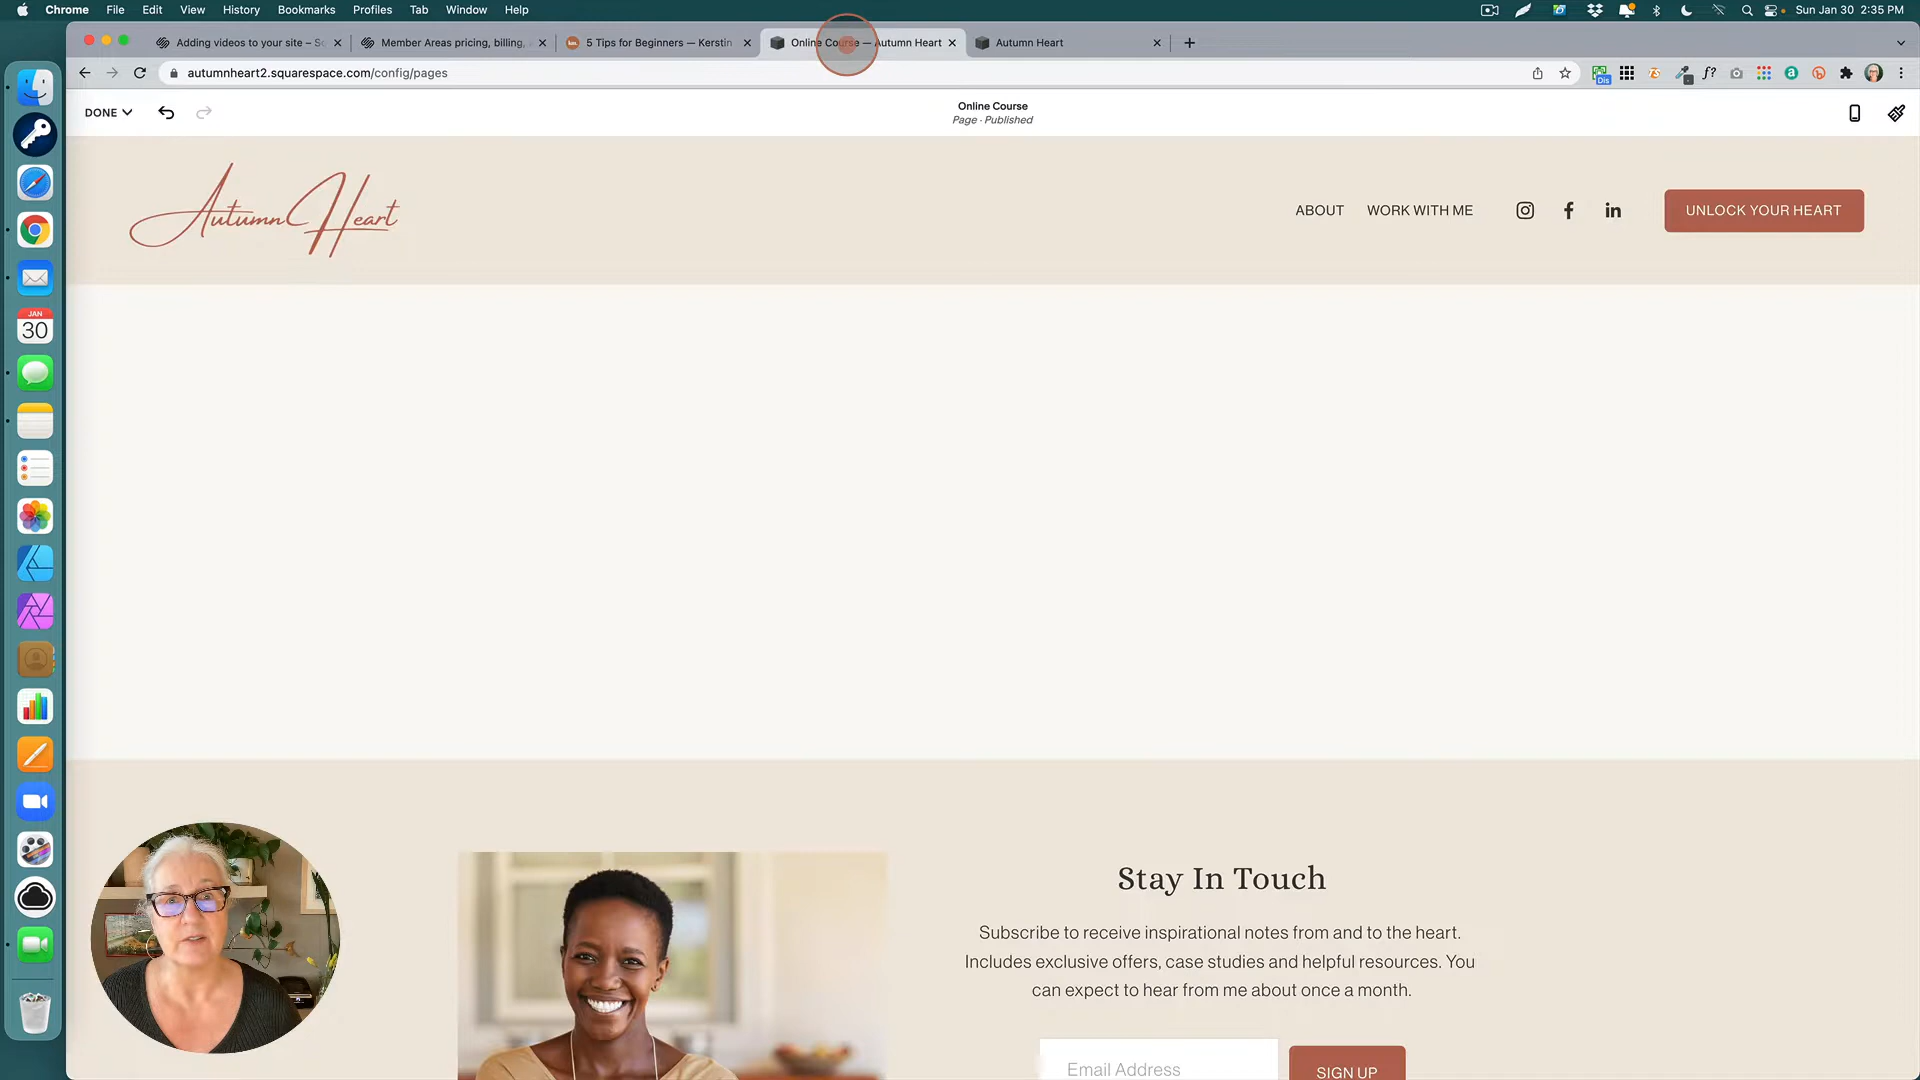 Chrome File Edit View History Bookmarks Profiles Tab Window Help Sun Jan 30 2:35 PM
Adding videos to your site – Sq Member Areas pricing, billing, 5 Tips for Beginners — Kerstin Online Course — Autumn Heart Autumn Heart
autumnheart2.squarespace.com/config/pages
Dis
f?
DONE
Online Course
Page · Published
Autumn Heart
ABOUT WORK WITH ME
UNLOCK YOUR HEART
JAN
30
Stay In Touch
Subscribe to receive inspirational notes from and to the heart.
Includes exclusive offers, case studies and helpful resources. You
can expect to hear from me about once a month.
Email Address
SIGN UP